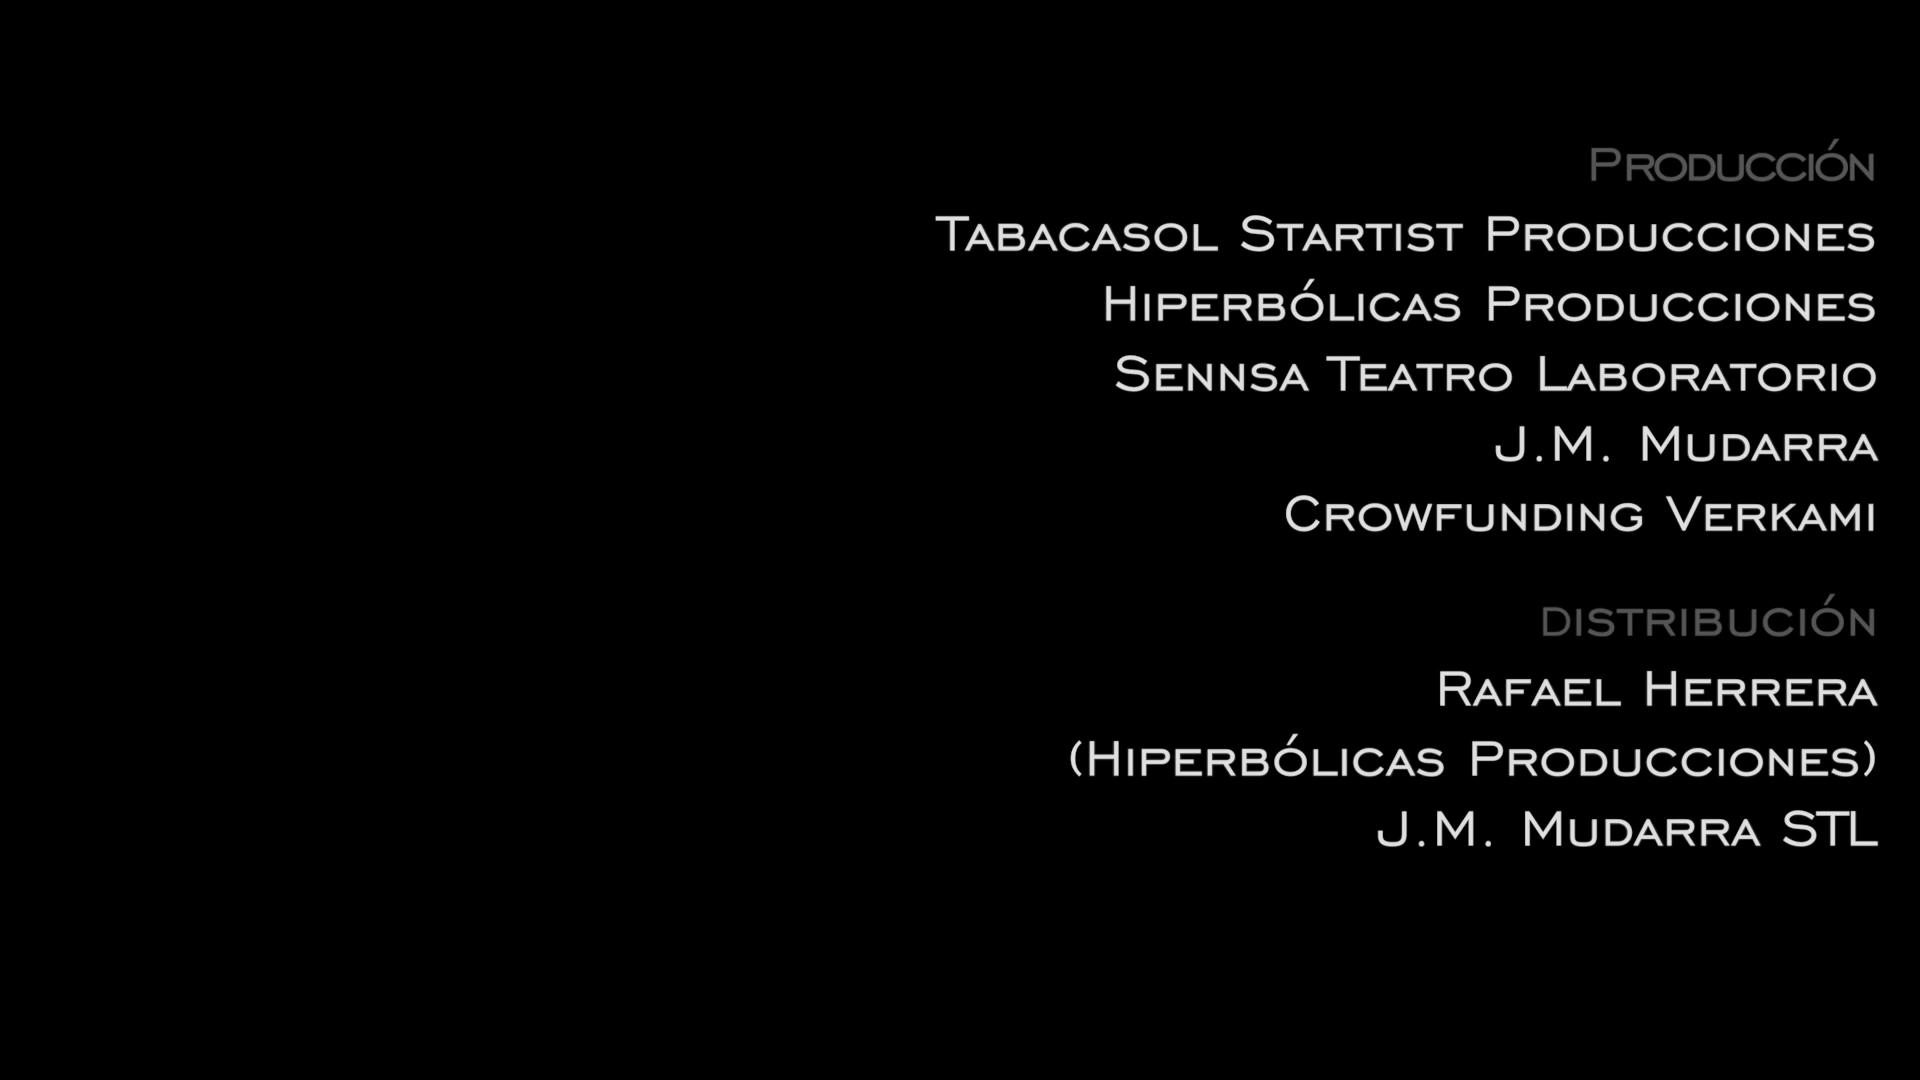 Producción
Tabacasol Startist Producciones
Hiperbólicas Producciones
Sennsa Teatro Laboratorio
J.M. Mudarra
Crowfunding Verkami
Distribución
Rafael Herrera
(Hiperbólicas Producciones)
J.M. Mudarra STL